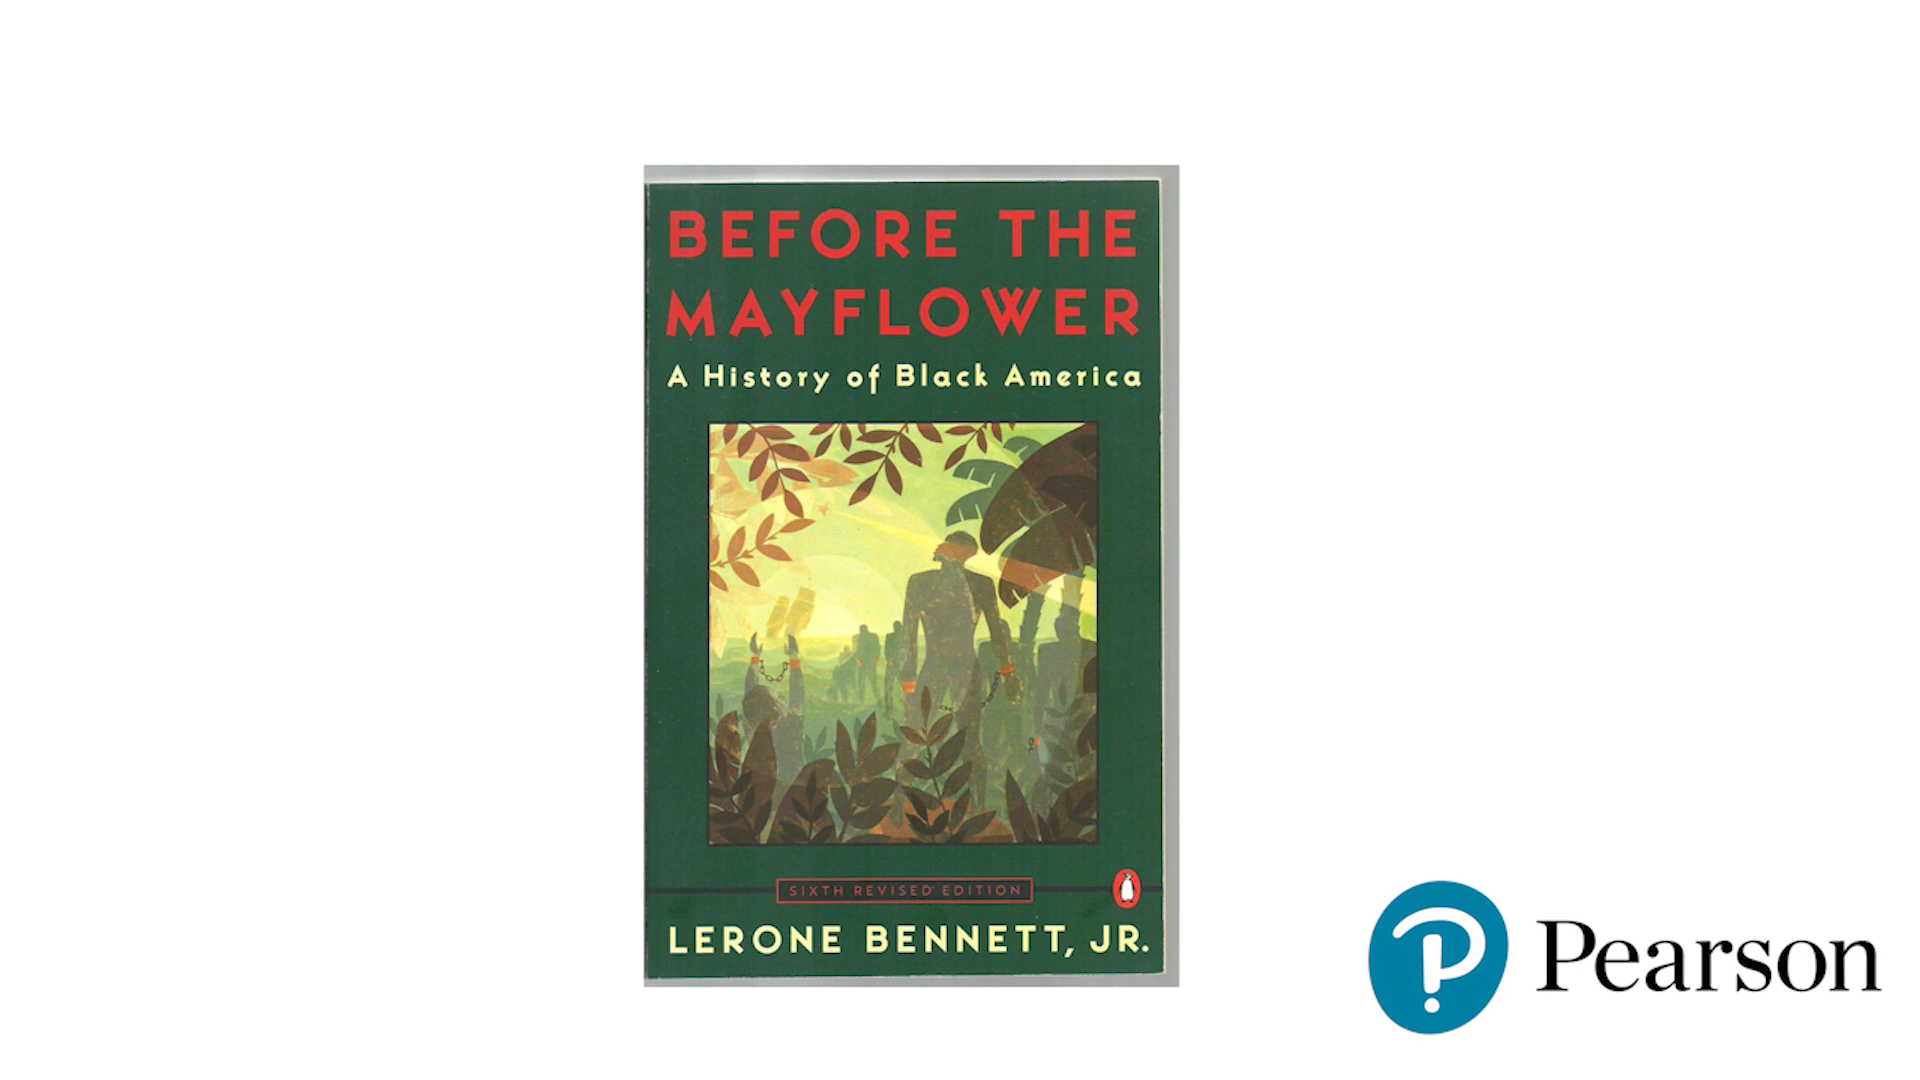 BEFORE THE
MAYFLOWER
A History of Black America
SIXTH REVISED EDITION
LERONE BENNETT, JR.
Pearson